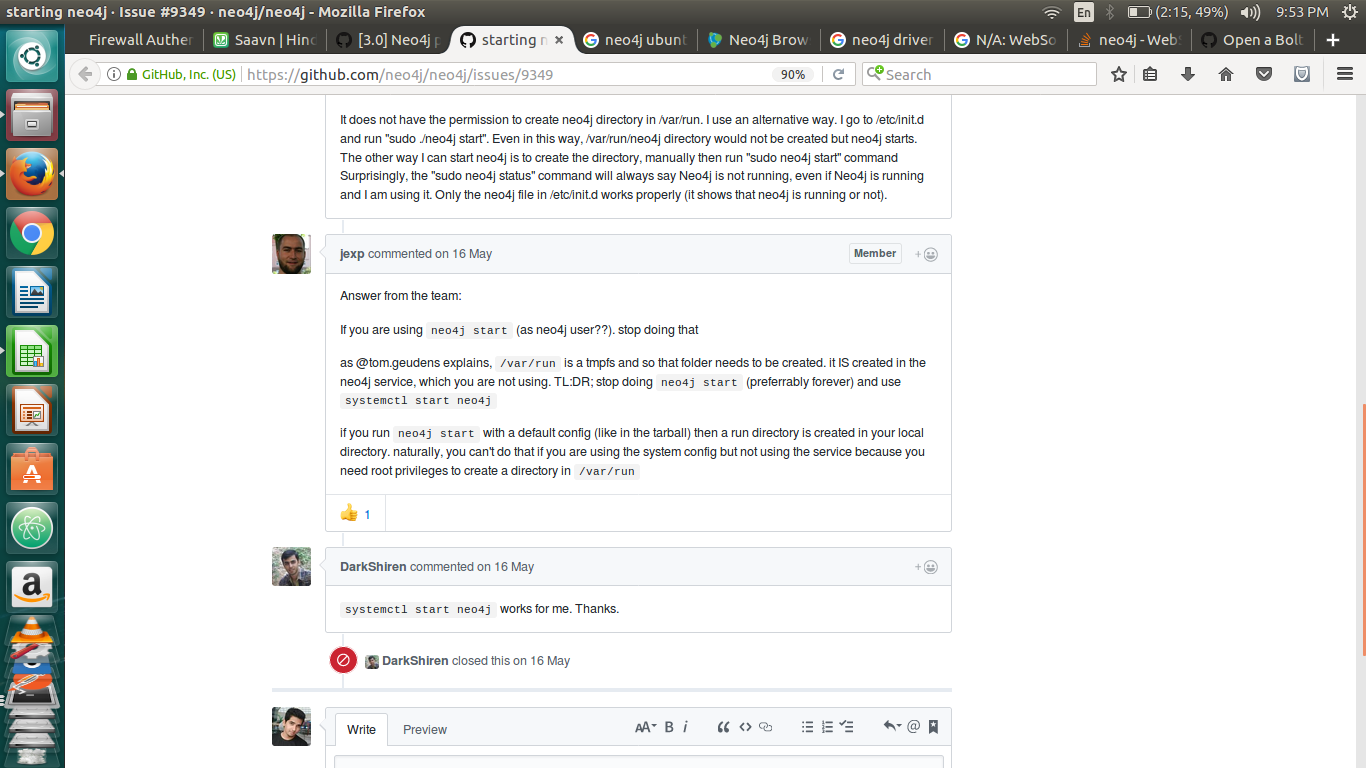 starting neo4j · Issue #9349 · neo4j/neo4j - Mozilla Firefox
En
(2:15, 49%)
9:53 PM
Firewall Auther
Saavn | Hind
[3.0] Neo4j p
starting n
neo4j ubunt
Neo4j Brow
neo4j driver
N/A: WebSo
neo4j - WebS
Open a Bolt
GitHub, Inc. (US)
https://github.com/neo4j/neo4j/issues/9349
90%
Search
It does not have the permission to create neo4j directory in /var/run. I use an alternative way. I go to /etc/init.d
and run "sudo ./neo4j start". Even in this way, /var/run/neo4j directory would not be created but neo4j starts.
The other way I can start neo4j is to create the directory, manually then run "sudo neo4j start" command
Surprisingly, the "sudo neo4j status" command will always say Neo4j is not running, even if Neo4j is running
and I am using it. Only the neo4j file in /etc/init.d works properly (it shows that neo4j is running or not).
jexp commented on 16 May
Member
+
Answer from the team:
If you are using neo4j start (as neo4j user??). stop doing that
as @tom.geudens explains, /var/run is a tmpfs and so that folder needs to be created. it IS created in the
neo4j service, which you are not using. TL:DR; stop doing neo4j start (preferrably forever) and use
systemctl start neo4j
if you run neo4j start with a default config (like in the tarball) then a run directory is created in your local
directory. naturally, you can't do that if you are using the system config but not using the service because you
need root privileges to create a directory in /var/run
1
DarkShiren commented on 16 May
+
systemctl start neo4j works for me. Thanks.
DarkShiren closed this on 16 May
Write
Preview
AA
B
i
@